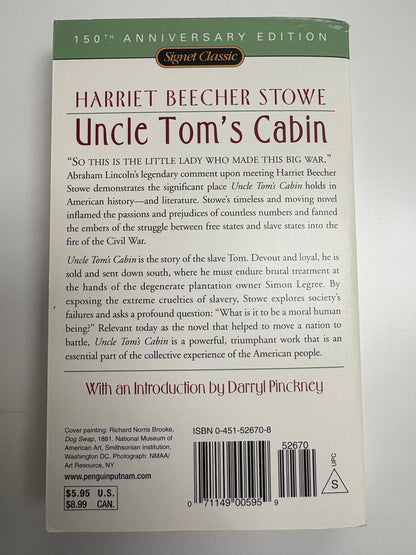 150TH ANNIVERSARY EDITION
Signet Classic
HARRIET BEECHER STOWE
Uncle Tom's Cabin
"SO THIS IS THE LITTLE LADY WHO MADE THIS BIG WAR."
Abraham Lincoln's legendary comment upon meeting Harriet Beecher
Stowe demonstrates the significant place Uncle Tom's Cabin holds in
American history—and literature. Stowe's timeless and moving novel
inflamed the passions and prejudices of countless numbers and fanned
the embers of the struggle between free states and slave states into the
fire of the Civil War.
Uncle Tom's Cabin is the story of the slave Tom. Devout and loyal, he is
sold and sent down south, where he must endure brutal treatment at
the hands of the degenerate plantation owner Simon Legree. By
exposing the extreme cruelties of slavery, Stowe explores society's
failures and asks a profound question: "What is it to be a moral human
being?" Relevant today as the novel that helped to move a nation to
battle, Uncle Tom's Cabin is a powerful, triumphant work that is an
essential part of the collective experience of the American people.
With an Introduction by Darryl Pinckney
Cover painting: Richard Norris Brooke,
Dog Swap, 1881. National Museum of
American Art, Smithsonian Institution,
Washington DC, Photograph: NMAA/
Art Resource, NY
www.penguinputnam.com
$5.95 U.S.
$8.99 CAN.
ISBN 0-451-52670-8
52670
0 71149 00595 9
UPC
S